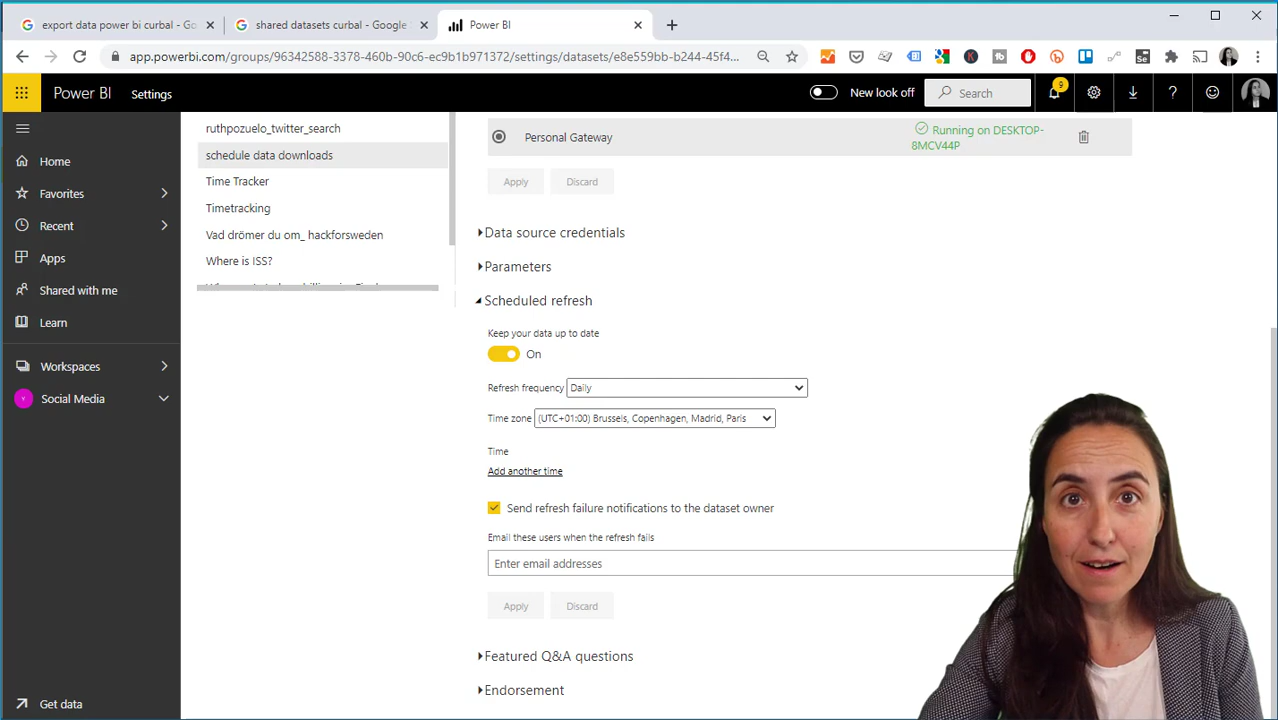 export data power bi curbal - Go
shared datasets curbal - Google
Power BI
app.powerbi.com/groups/96342588-3378-460b-90c6-ec9b1b971372/settings/datasets/e8e559bb-b244-45f4...
Power BI
Settings
New look off
Search
9
ruthpozuelo_twitter_search
schedule data downloads
Time Tracker
Timetracking
Vad drömer du om_ hackforsweden
Where is ISS?
Home
Favorites
Recent
Apps
Shared with me
Learn
Workspaces
Y
Social Media
Get data
Personal Gateway
Running on DESKTOP-
8MCV44P
Apply
Discard
Data source credentials
Parameters
Scheduled refresh
Keep your data up to date
On
Refresh frequency
Daily
Time zone
(UTC+01:00) Brussels, Copenhagen, Madrid, Paris
Time
Add another time
Send refresh failure notifications to the dataset owner
Email these users when the refresh fails
Enter email addresses
Apply
Discard
Featured Q&A questions
Endorsement